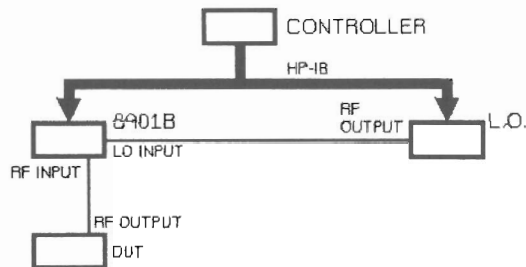 CONTROLLER
HP-IB
8901B
RF
OUTPUT
L.O.
LO INPUT
RF INPUT
RF OUTPUT
DUT